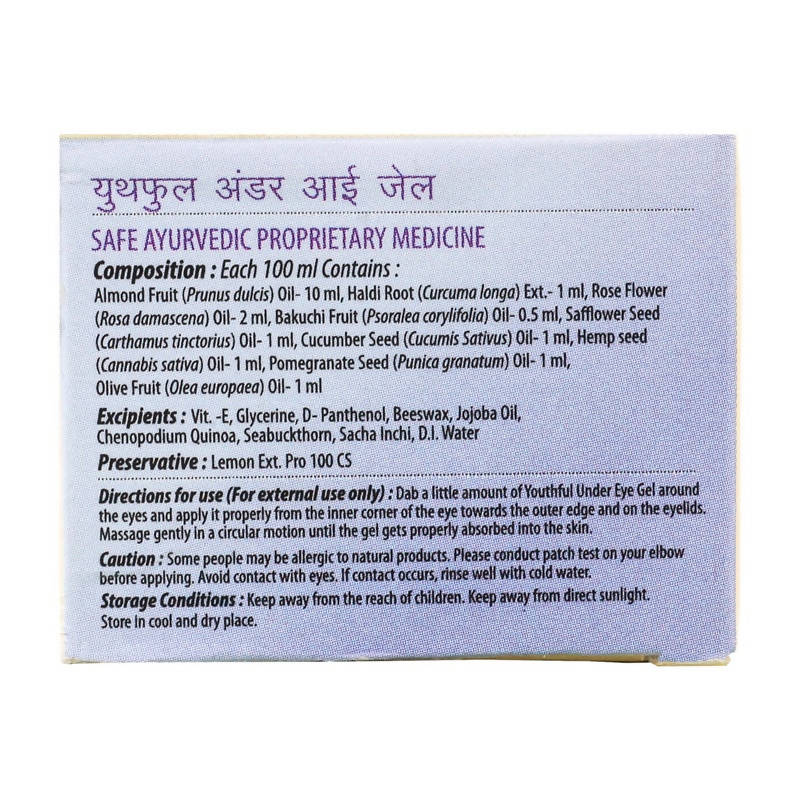 युथफुल अंडर आई जेल
SAFE AYURVEDIC PROPRIETARY MEDICINE
Composition : Each 100 ml Contains :
Almond Fruit (Prunus dulcis) Oil- 10 ml, Haldi Root (Curcuma longa) Ext.- 1 ml, Rose Flower
(Rosa damascena) Oil- 2 ml, Bakuchi Fruit (Psoralea corylifolia) Oil- 0.5 ml, Safflower Seed
(Carthamus tinctorius) Oil- 1 ml, Cucumber Seed (Cucumis Sativus) Oil- 1 ml, Hemp seed
(Cannabis sativa) Oil- 1 ml, Pomegranate Seed (Punica granatum) Oil- 1 ml,
Olive Fruit (Olea europaea) Oil- 1 ml
Excipients : Vit. -E, Glycerine, D- Panthenol, Beeswax, Jojoba Oil,
Chenopodium Quinoa, Seabuckthorn, Sacha Inchi, D.I. Water
Preservative : Lemon Ext. Pro 100 CS
Directions for use (For external use only) : Dab a little amount of Youthful Under Eye Gel around
the eyes and apply it properly from the inner corner of the eye towards the outer edge and on the eyelids.
Massage gently in a circular motion until the gel gets properly absorbed into the skin.
Caution : Some people may be allergic to natural products. Please conduct patch test on your elbow
before applying. Avoid contact with eyes. If contact occurs, rinse well with cold water.
Storage Conditions : Keep away from the reach of children. Keep away from direct sunlight.
Store in cool and dry place.